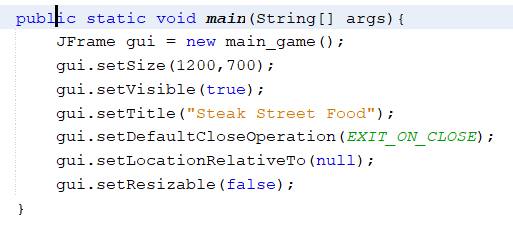 public static void main(String[] args){
JFrame gui = new main_game();
gui.setSize(1200,700);
gui.setVisible(true);
gui.setTitle("Steak Street Food");
gui.setDefaultCloseOperation(EXIT_ON_CLOSE);
gui.setLocationRelativeTo(null);
gui.setResizable(false);
}